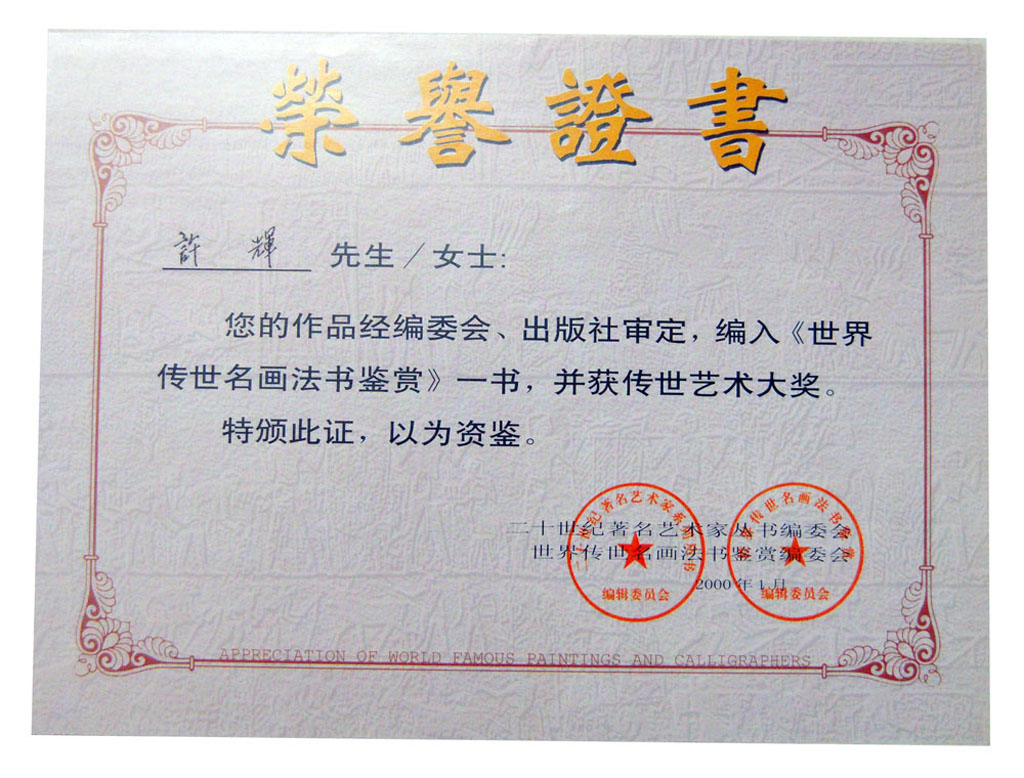 榮譽證書
許輝 先生/女士:
您的作品经编委会、出版社审定，编入《世界
传世名画法书鉴赏》一书，并获传世艺术大奖。
特颁此证，以为资鉴。
二十世纪著名艺术家丛书编委会
世界传世名画法书鉴赏编委会
2000年1月
编辑委员会
编辑委员会
APPRECIATION OF WORLD FAMOUS PAINTINGS AND CALLIGRAPHERS